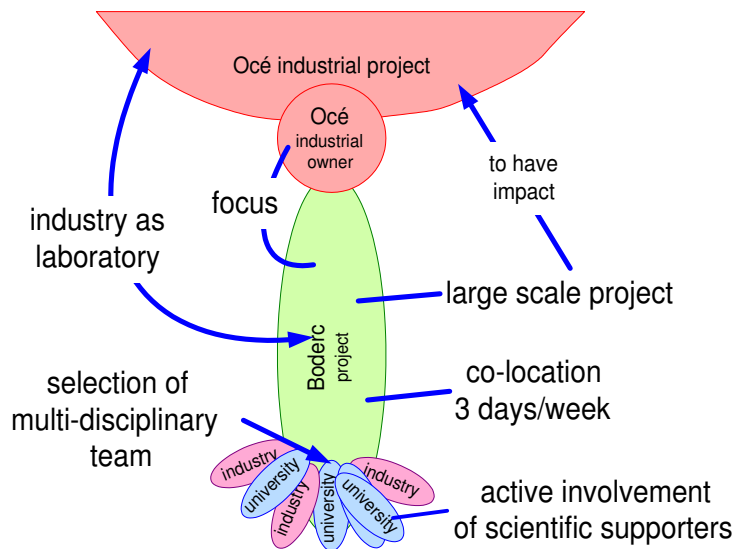 Océ industrial project
Océ
industrial
owner
to have
impact
focus
industry as
laboratory
large scale project
Boderc
project
selection of
multi-disciplinary
team
co-location
3 days/week
industry
university
industry
university
university
industry
active involvement
of scientific supporters